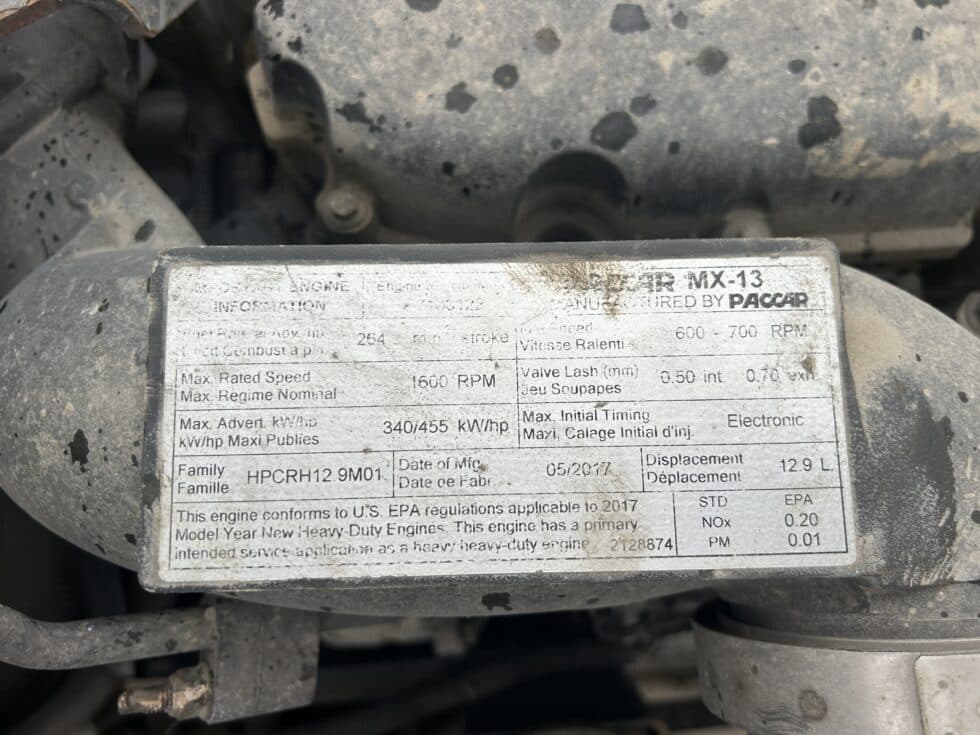 ENGINE
INFORMATION
PACCAR MX-13
MANUFACTURED BY PACCAR
264 stroke
Vitesse Ralenti 600 - 700 RPM
Max. Rated Speed
Max. Regime Nominal
1600 RPM
Valve Lash (mm)
Jeu Soupapes
0.50 int. 0.70 exh.
Max. Advert. kW/hp
kW/hp Maxi Publies
340/455 kW/hp
Max. Initial Timing
Maxi. Calage Initial d'inj.
Electronic
Family
Famille
HPCRH12.9M01
Date of Mfg.
Date de Fabr.
05/2017
Displacement
Déplacement
12.9 L
This engine conforms to U.S. EPA regulations applicable to 2017
Model Year New Heavy-Duty Engines. This engine has a primary
intended service application as a heavy heavy-duty engine 2128874
STD EPA
NOx 0.20
PM 0.01